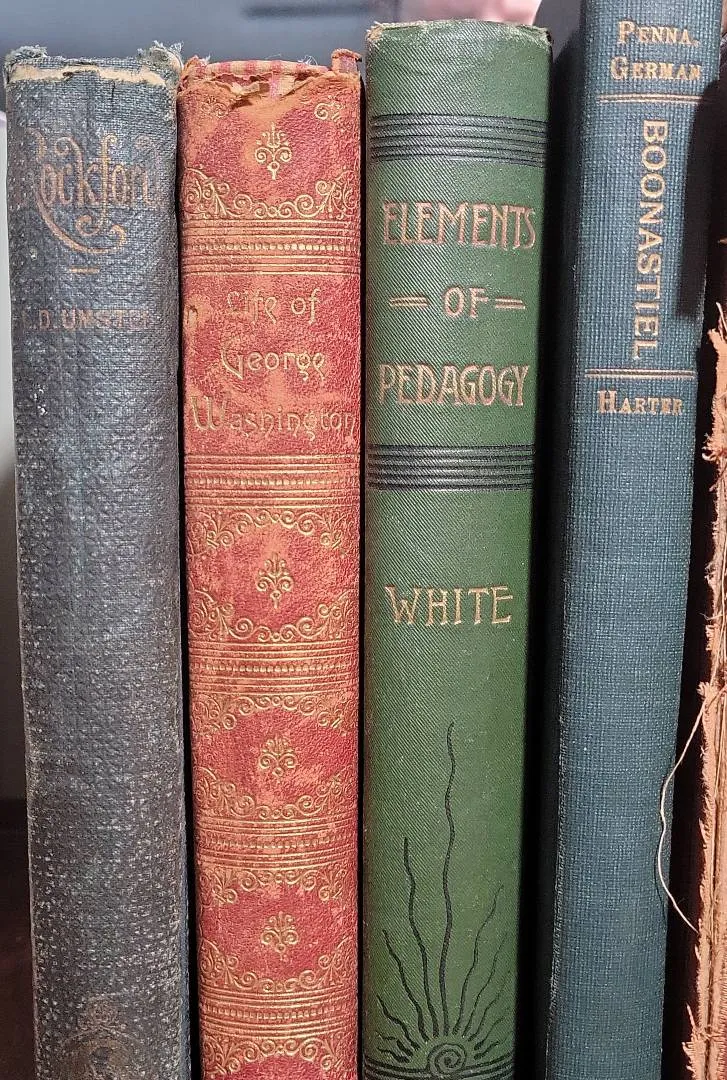 Rockford
Life of
George
Washington
ELEMENTS
OF
PEDAGOGY
WHITE
PENNA.
GERMAN
BOONASTIEL
HARTER